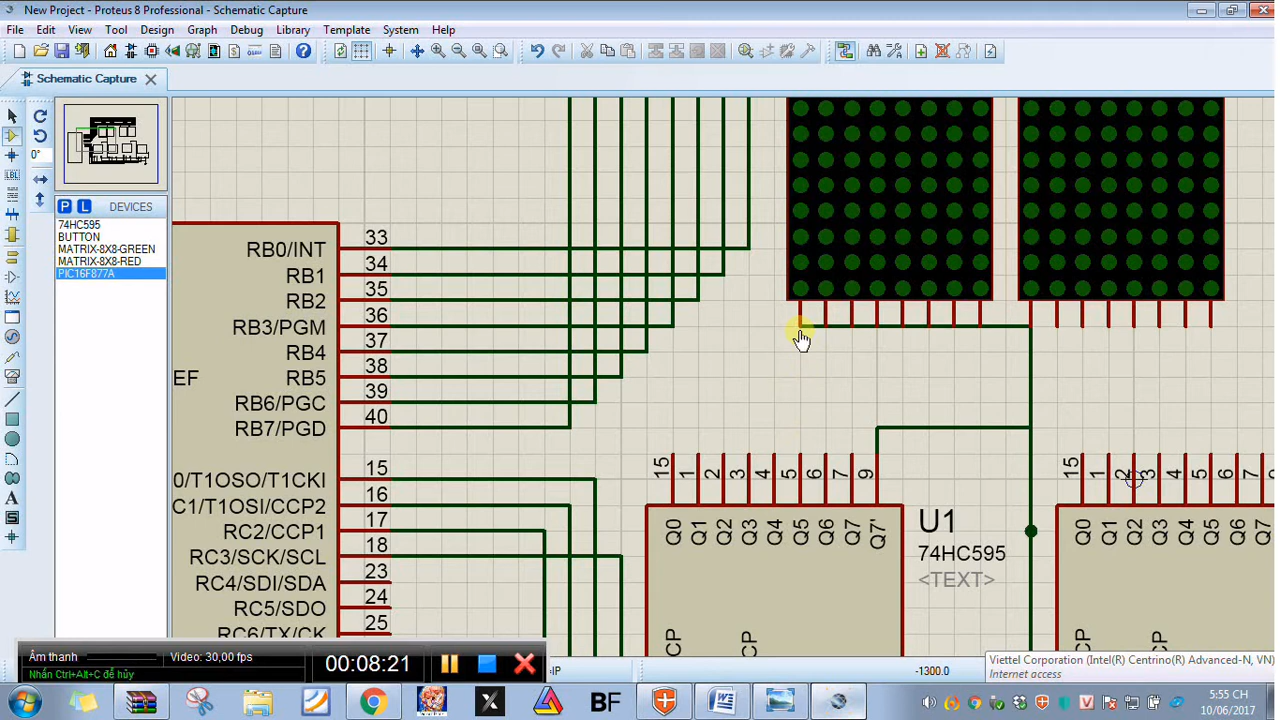 New Project - Proteus 8 Professional - Schematic Capture
File Edit View Tool Design Graph Debug Library Template System Help
Schematic Capture
0°
LBL
P L DEVICES
74HC595
BUTTON
MATRIX-8X8-GREEN
MATRIX-8X8-RED
PIC16F877A
RB0/INT 33
RB1 34
RB2 35
RB3/PGM 36
RB4 37
EF RB5 38
RB6/PGC 39
RB7/PGD 40
0/T1OSO/T1CKI 15
C1/T1OSI/CCP2 16
RC2/CCP1 17
RC3/SCK/SCL 18
RC4/SDI/SDA 23
RC5/SDO 24
RC6/TX/CK 25
15 1 2 3 4 5 6 7 9
Q0 Q1 Q2 Q3 Q4 Q5 Q6 Q7 Q7'
U1
74HC595
<TEXT>
CP CP
15 1 2 3 4 5 6 7
Q0 Q1 Q2 Q3 Q4 Q5 Q6 Q7
CP CP
Âm thanh
Video: 30,00 fps
Nhấn Ctrl+Alt+C để hủy
00:08:21
-1300.0
Viettel Corporation (Intel(R) Centrino(R) Advanced-N, VN)
Internet access
BF
5:55 CH
10/06/2017